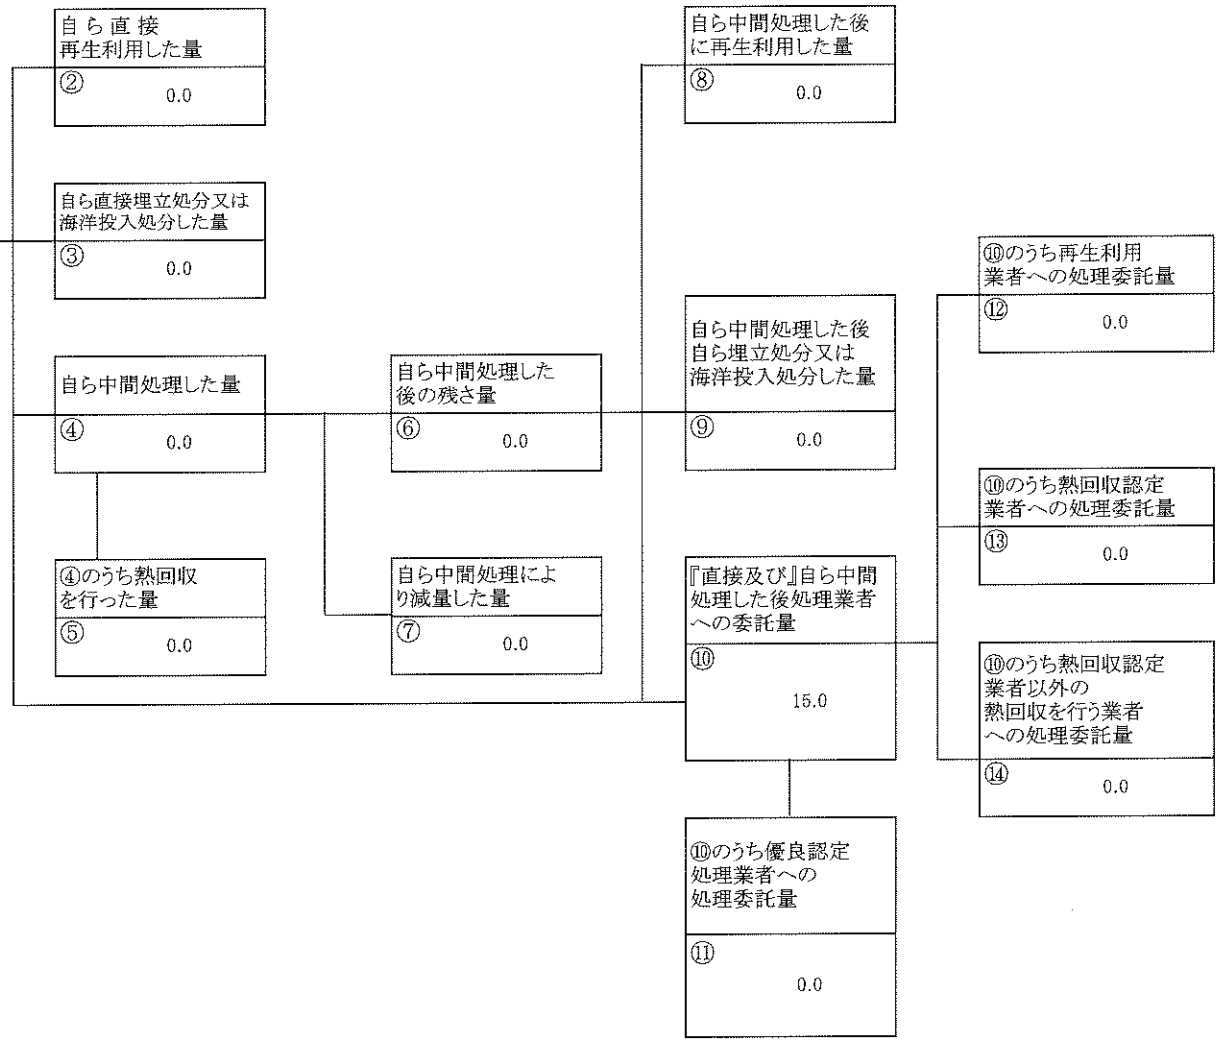 自ら直接
再生利用した量
②
0.0
自ら直接埋立処分又は
海洋投入処分した量
③
0.0
自ら中間処理した量
④
0.0
④のうち熱回収
を行った量
⑤
0.0
自ら中間処理した
後の残さ量
⑥
0.0
自ら中間処理によ
り減量した量
⑦
0.0
自ら中間処理した後
に再生利用した量
⑧
0.0
自ら中間処理した後
自ら埋立処分又は
海洋投入処分した量
⑨
0.0
『直接及び』自ら中間
処理した後処理業者
への委託量
⑩
15.0
⑩のうち優良認定
処理業者への
処理委託量
⑪
0.0
⑩のうち再生利用
業者への処理委託量
⑫
0.0
⑩のうち熱回収認定
業者への処理委託量
⑬
0.0
⑩のうち熱回収認定
業者以外の
熱回収を行う業者
への処理委託量
⑭
0.0